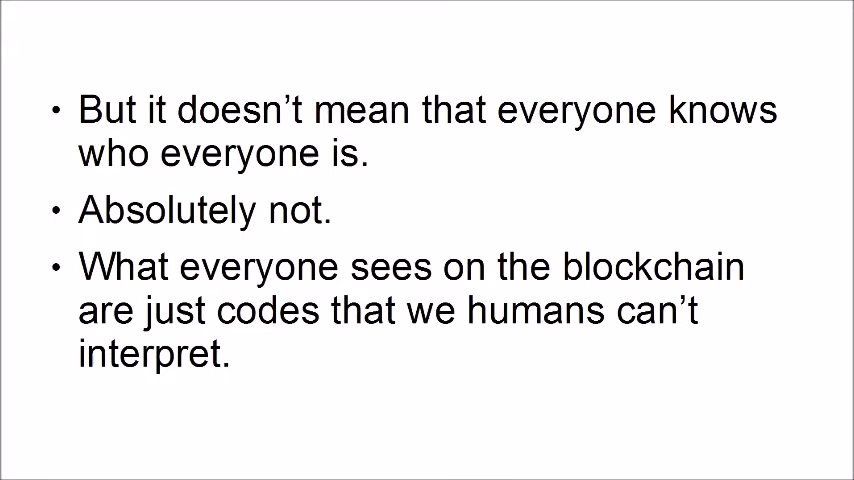 • But it doesn’t mean that everyone knows
who everyone is.
• Absolutely not.
• What everyone sees on the blockchain
are just codes that we humans can’t
interpret.